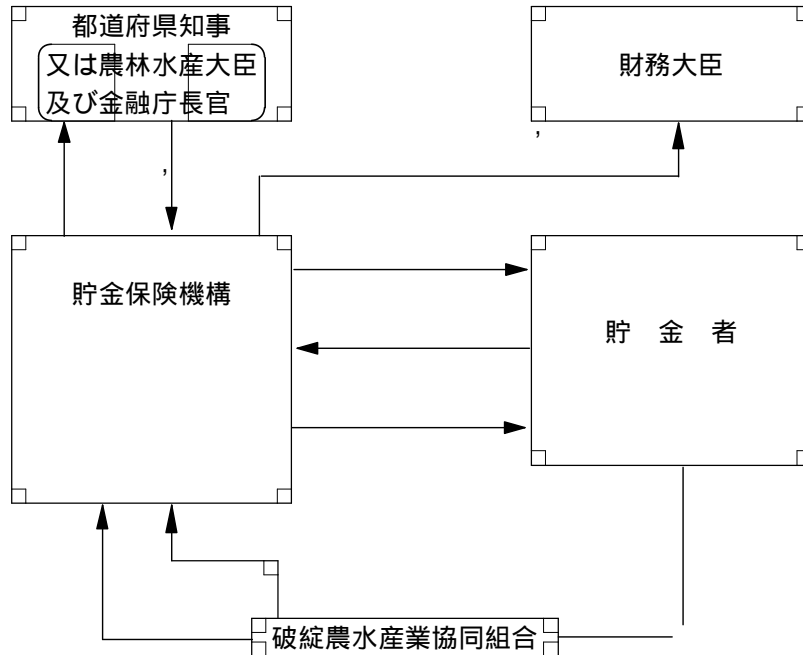 都道府県知事
又は農林水産大臣
及び金融庁長官
財務大臣
,
,
貯金保険機構
貯　金　者
破綻農水産業協同組合